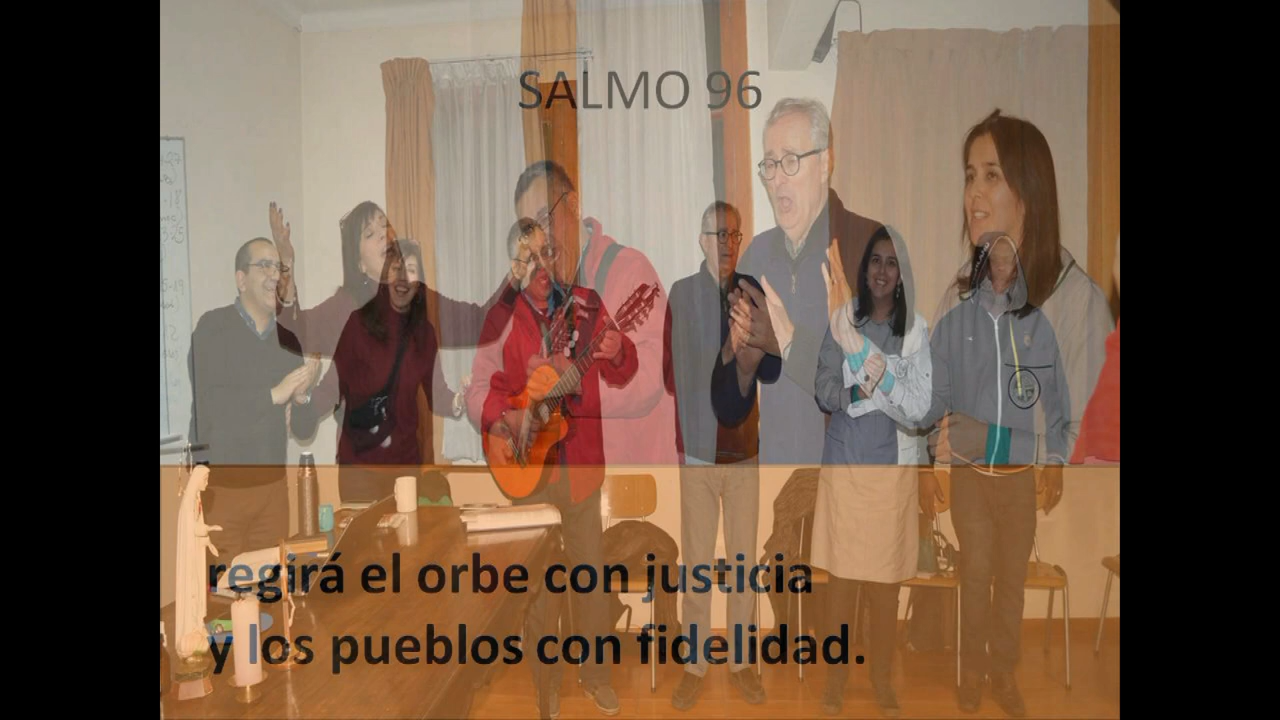 SALMO 96
regirá el orbe con justicia
y los pueblos con fidelidad.